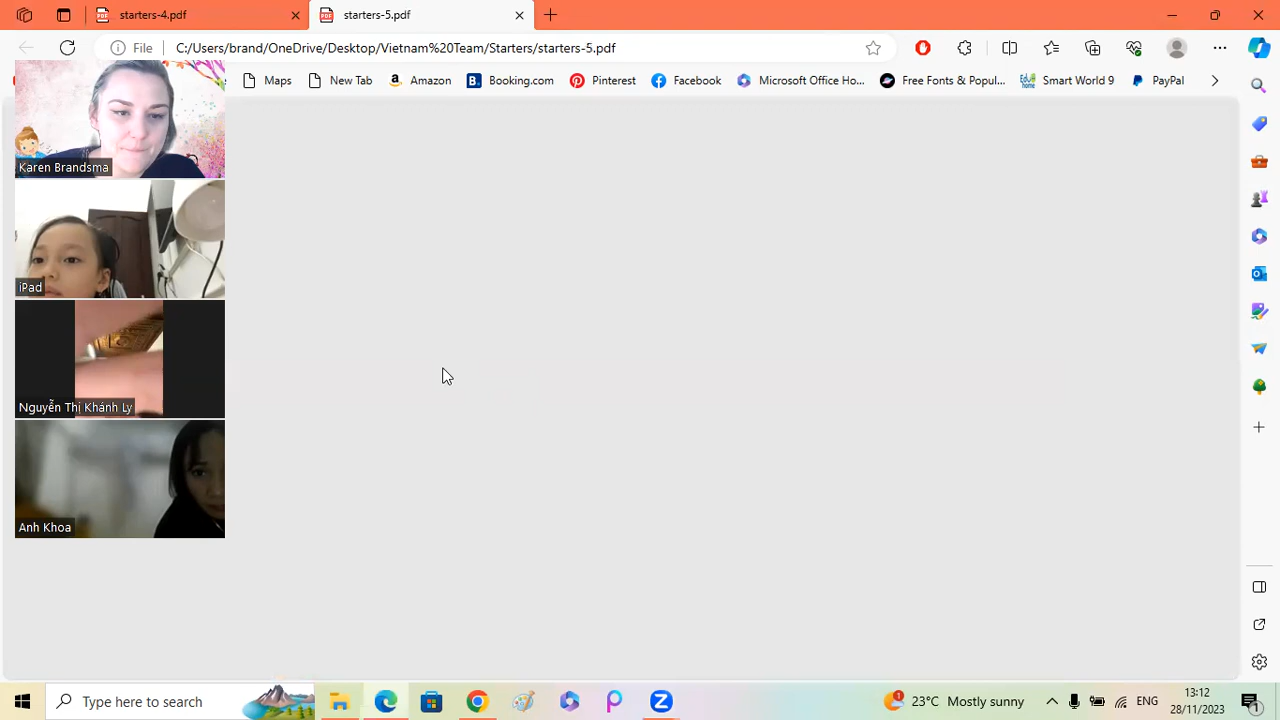 starters-4.pdf
starters-5.pdf
File
C:/Users/brand/OneDrive/Desktop/Vietnam%20Team/Starters/starters-5.pdf
Maps
New Tab
Amazon
Booking.com
Pinterest
Facebook
Microsoft Office Ho...
Free Fonts & Popul...
Smart World 9
PayPal
Karen Brandsma
iPad
Nguyễn Thị Khánh Ly
Anh Khoa
Type here to search
23°C Mostly sunny
ENG
13:12
28/11/2023